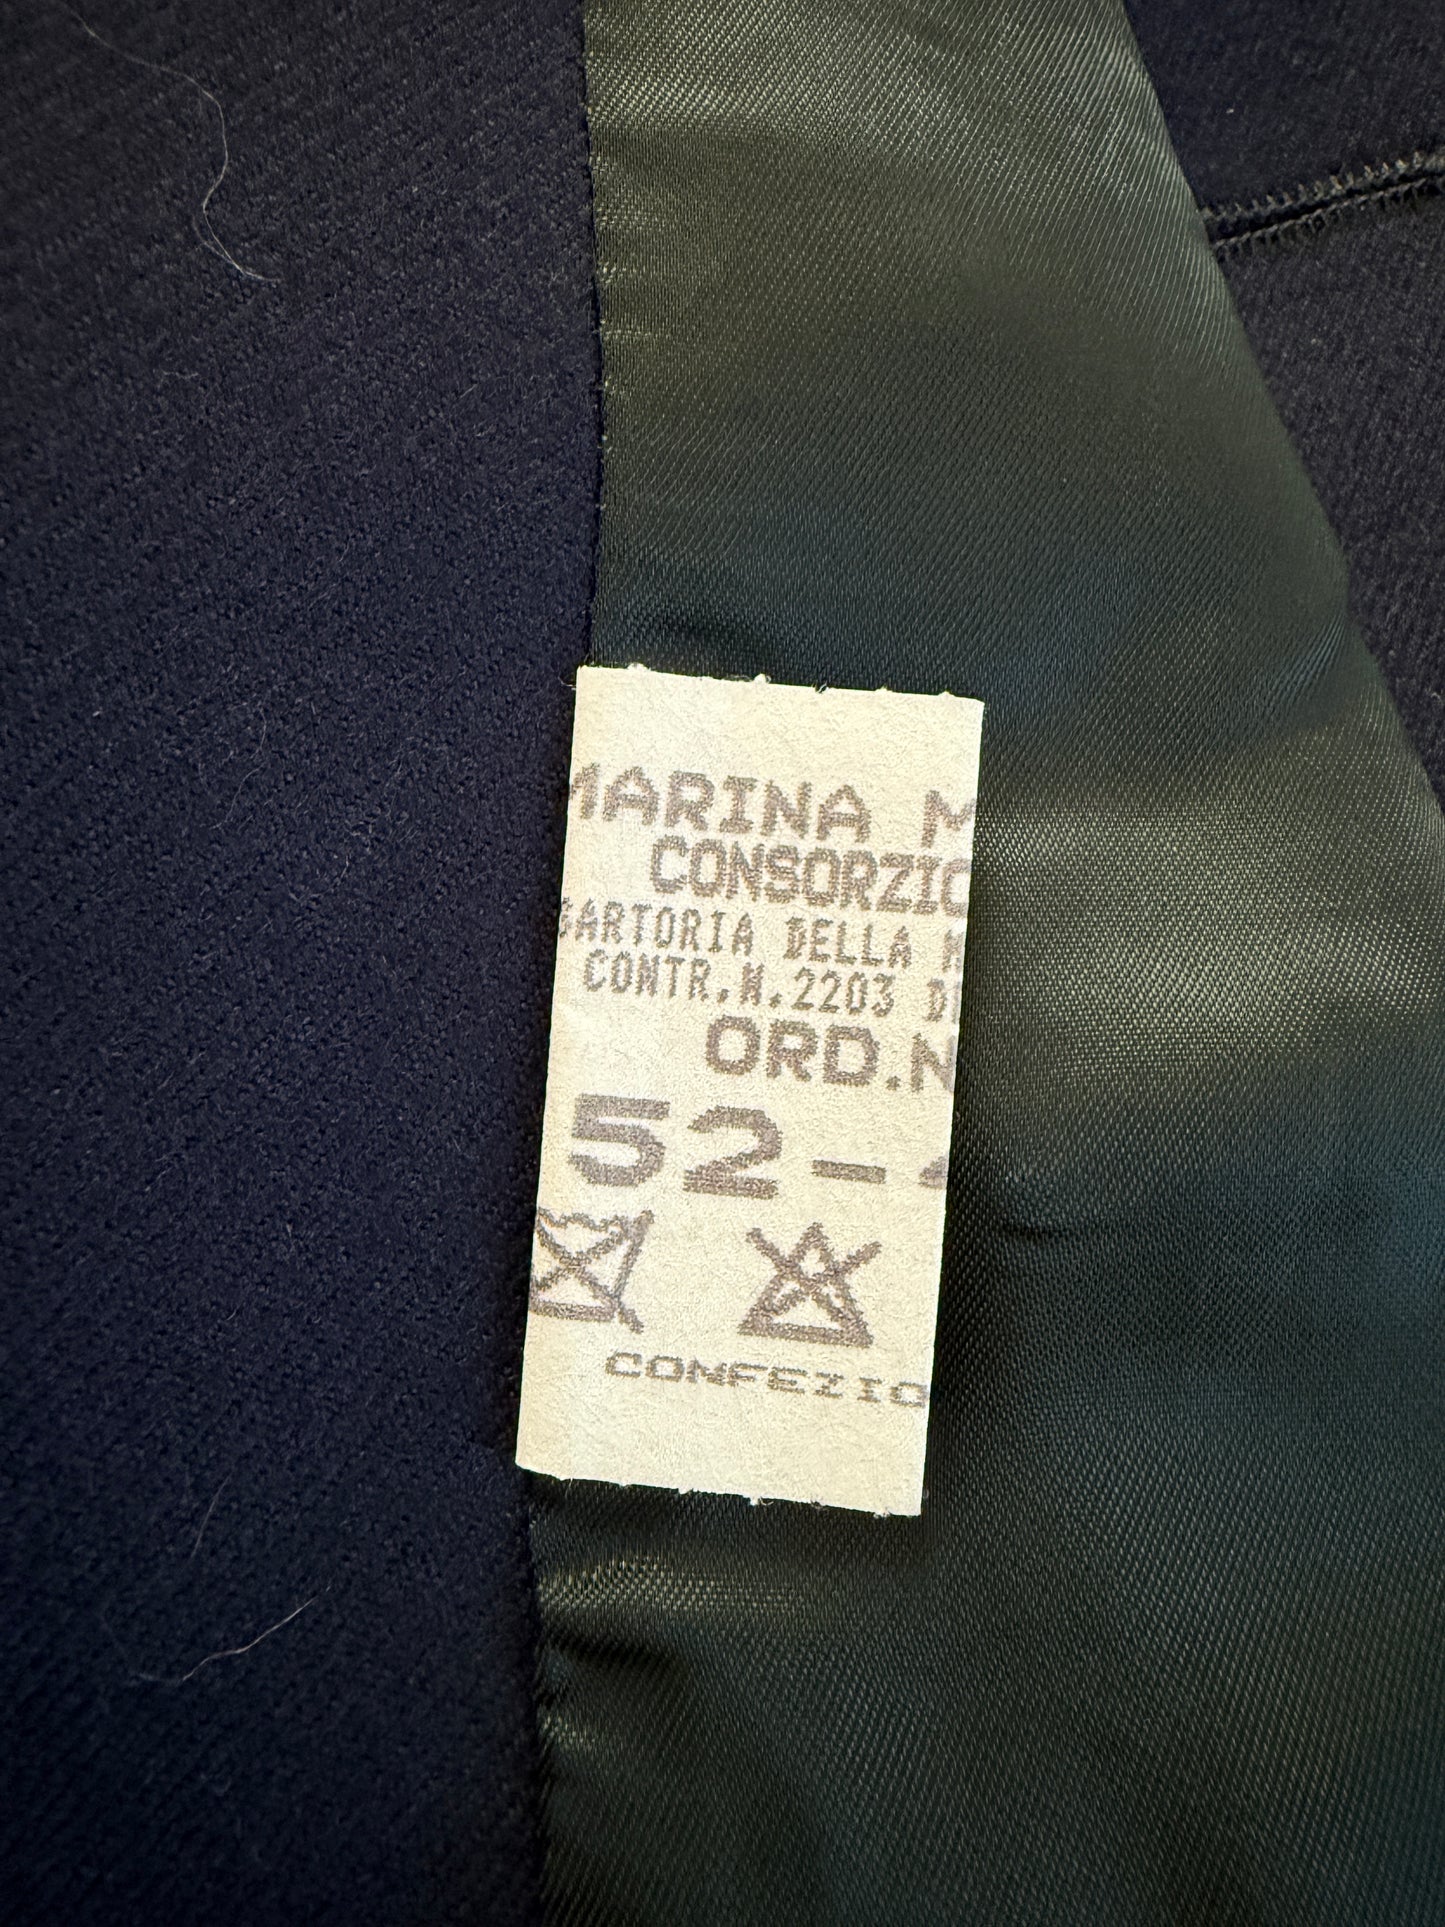 MARINA M
CONSORZIO
SARTORIA DELLA M
CONTR.N.2203 D
ORD.N
52-
CONFEZIO